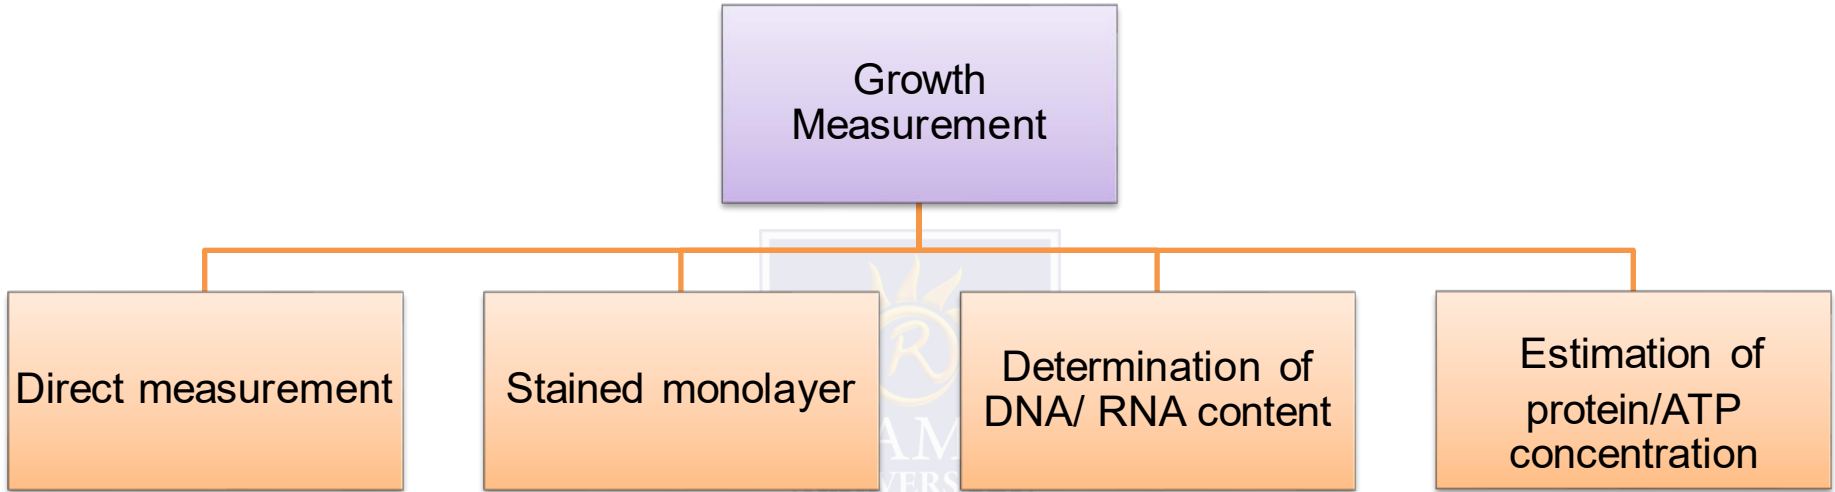 Growth
Measurement
Direct measurement
Stained monolayer
Determination of
DNA/ RNA content
Estimation of
protein/ATP
concentration
R